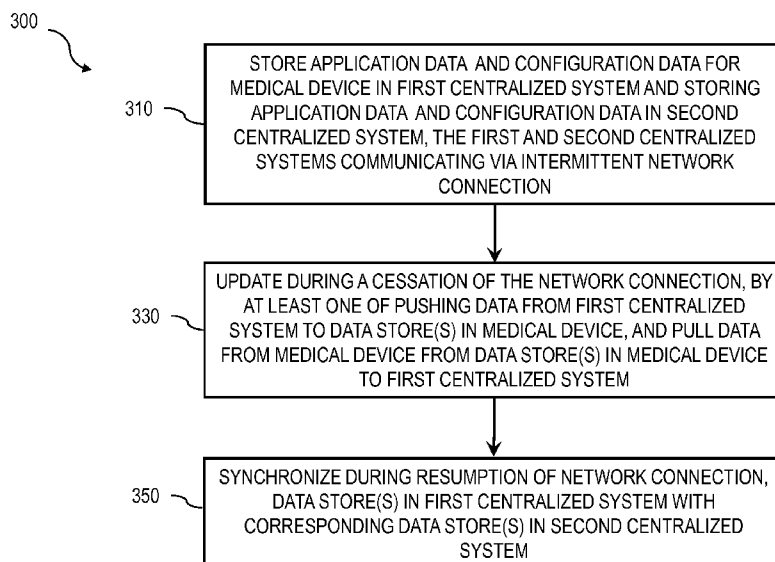 300
310
STORE APPLICATION DATA AND CONFIGURATION DATA FOR
MEDICAL DEVICE IN FIRST CENTRALIZED SYSTEM AND STORING
APPLICATION DATA AND CONFIGURATION DATA IN SECOND
CENTRALIZED SYSTEM, THE FIRST AND SECOND CENTRALIZED
SYSTEMS COMMUNICATING VIA INTERMITTENT NETWORK
CONNECTION
330
UPDATE DURING A CESSATION OF THE NETWORK CONNECTION, BY
AT LEAST ONE OF PUSHING DATA FROM FIRST CENTRALIZED
SYSTEM TO DATA STORE(S) IN MEDICAL DEVICE, AND PULL DATA
FROM MEDICAL DEVICE FROM DATA STORE(S) IN MEDICAL DEVICE
TO FIRST CENTRALIZED SYSTEM
350
SYNCHRONIZE DURING RESUMPTION OF NETWORK CONNECTION,
DATA STORE(S) IN FIRST CENTRALIZED SYSTEM WITH
CORRESPONDING DATA STORE(S) IN SECOND CENTRALIZED
SYSTEM